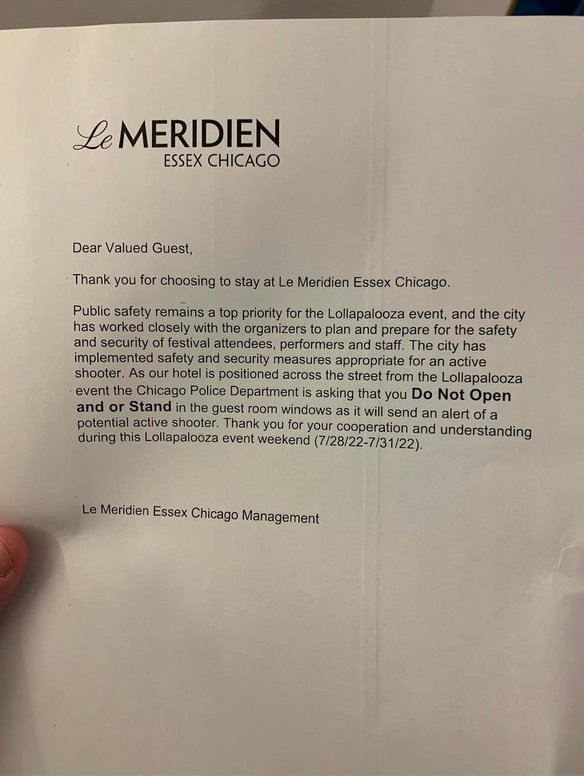 Le MERIDIEN
ESSEX CHICAGO
Dear Valued Guest,
Thank you for choosing to stay at Le Meridien Essex Chicago.
Public safety remains a top priority for the Lollapalooza event, and the city
has worked closely with the organizers to plan and prepare for the safety
and security of festival attendees, performers and staff. The city has
implemented safety and security measures appropriate for an active
shooter. As our hotel is positioned across the street from the Lollapalooza
event the Chicago Police Department is asking that you Do Not Open
and or Stand in the guest room windows as it will send an alert of a
potential active shooter. Thank you for your cooperation and understanding
during this Lollapalooza event weekend (7/28/22-7/31/22).
Le Meridien Essex Chicago Management